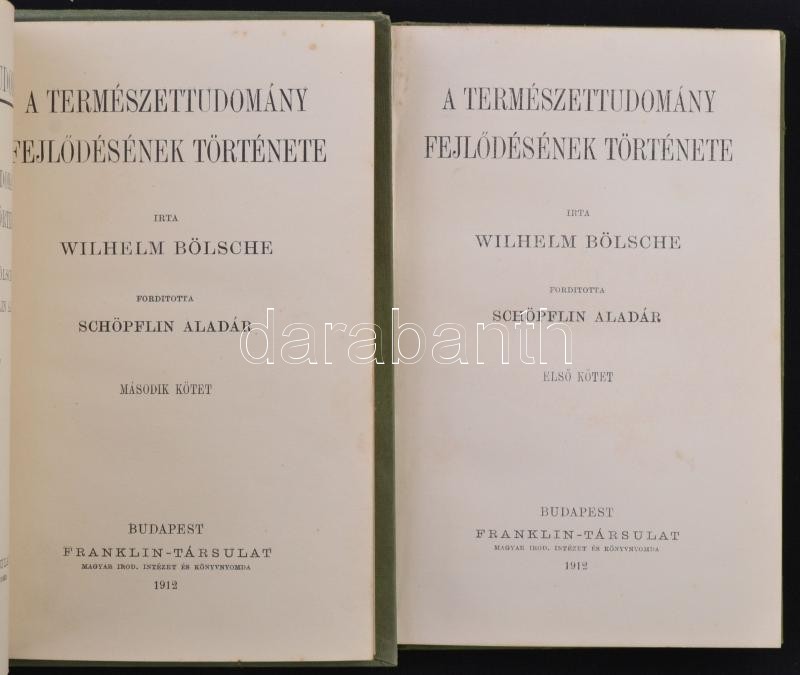 A TERMÉSZETTUDOMÁNY
FEJLŐDÉSÉNEK TÖRTÉNETE
IRTA
WILHELM BÖLSCHE
FORDITOTTA
SCHÖPFLIN ALADÁR
MÁSODIK KÖTET
BUDAPEST
FRANKLIN-TÁRSULAT
MAGYAR IROD. INTÉZET ÉS KÖNYVNYOMDA
1912
A TERMÉSZETTUDOMÁNY
FEJLŐDÉSÉNEK TÖRTÉNETE
IRTA
WILHELM BÖLSCHE
FORDITOTTA
SCHÖPFLIN ALADÁR
ELSŐ KÖTET
BUDAPEST
FRANKLIN-TÁRSULAT
MAGYAR IROD. INTÉZET ÉS KÖNYVNYOMDA
1912
darabanth